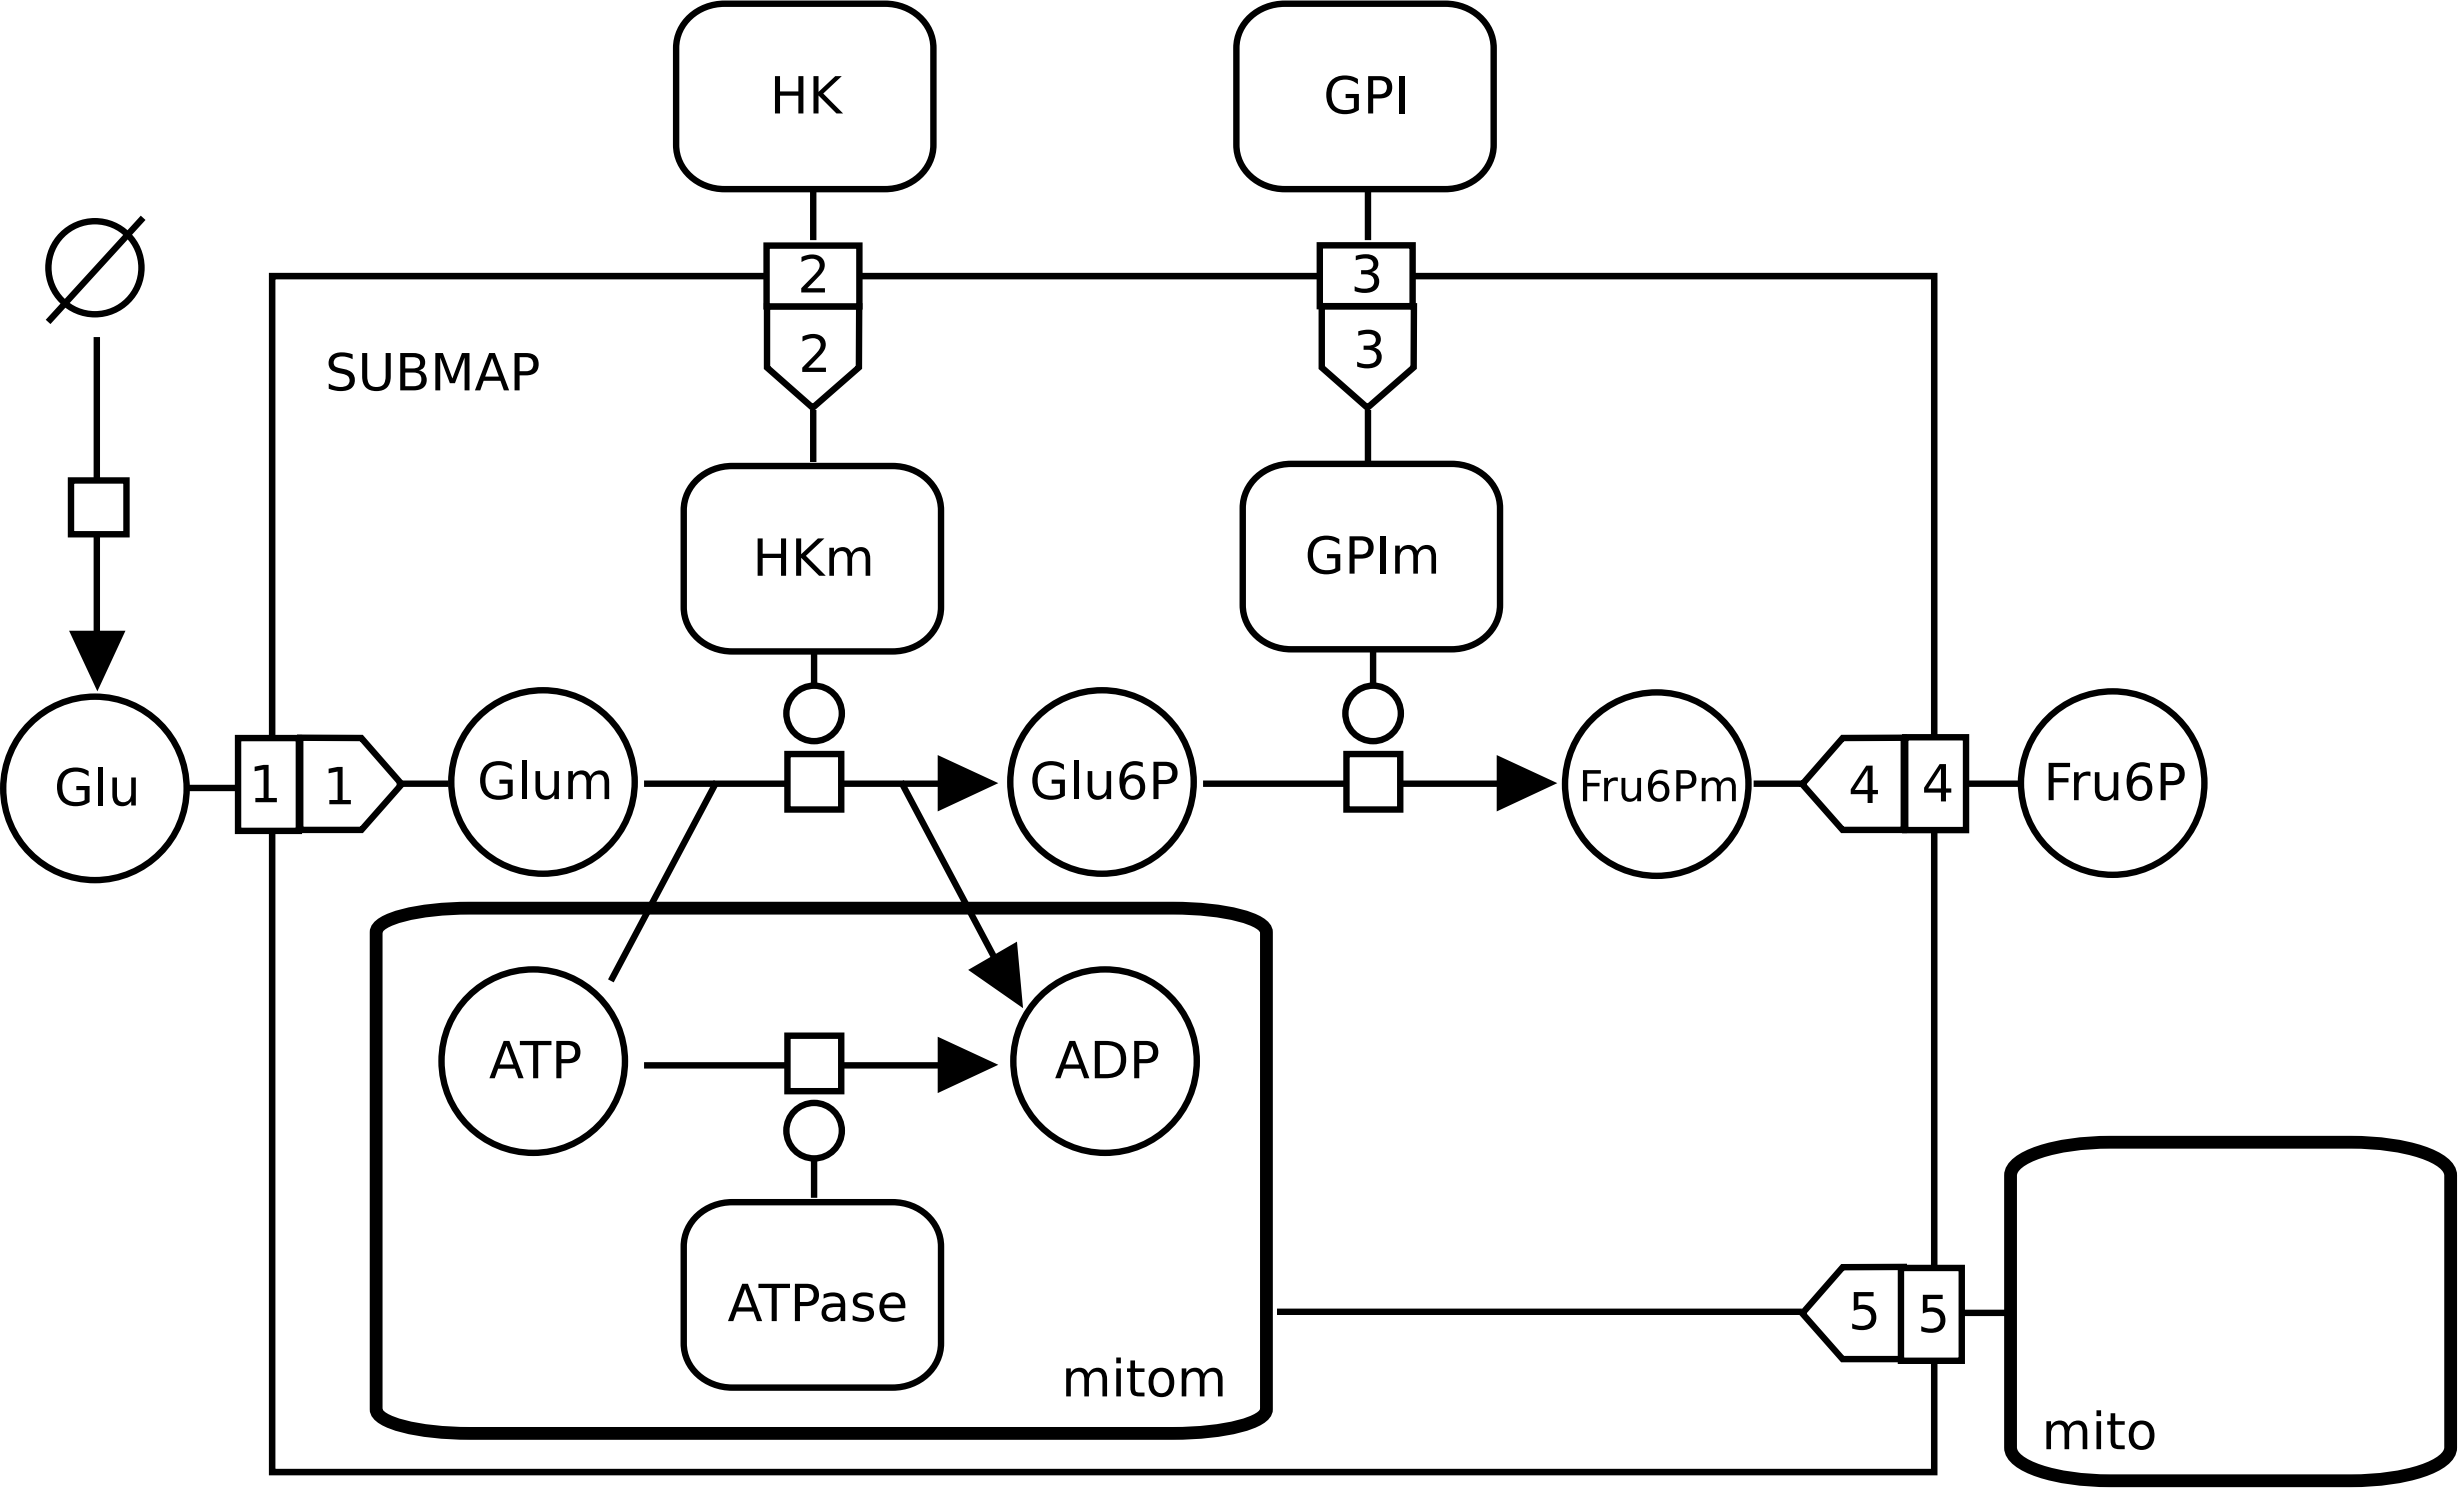 HK
GPI
2
3
SUBMAP
2
3
HKm
GPIm
Glu
1
1
Glum
Glu6P
Fru6Pm
4
4
Fru6P
ATP
ADP
ATPase
5
5
mitom
mito